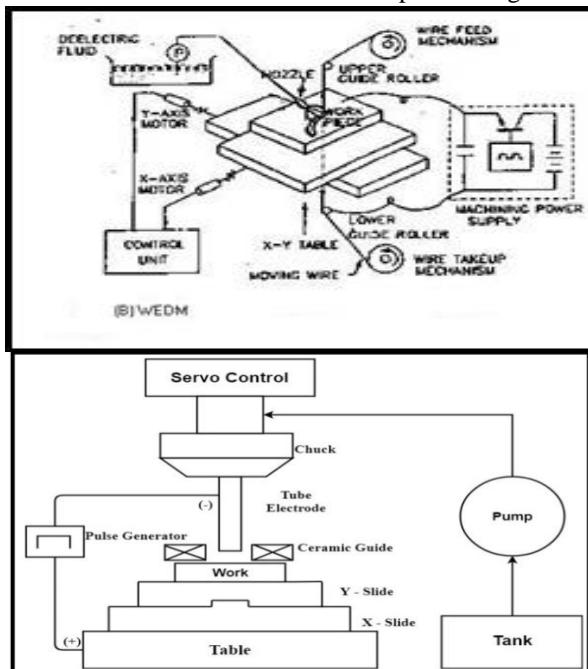 DIELECTRIC
FLUID
P
WIRE FEED
MECHANISM
NOZZLE
UPPER
GUIDE ROLLER
WORK
PIECE
Y-AXIS
MOTOR
X-AXIS
MOTOR
CONTROL
UNIT
X-Y TABLE
LOWER
GUIDE ROLLER
MACHINING POWER
SUPPLY
WIRE TAKEUP
MECHANISM
MOVING WIRE
(B) WEDM
Servo Control
Chuck
(-)
Tube
Electrode
Pump
Pulse Generator
Ceramic Guide
Work
Y - Slide
X - Slide
(+)
Table
Tank